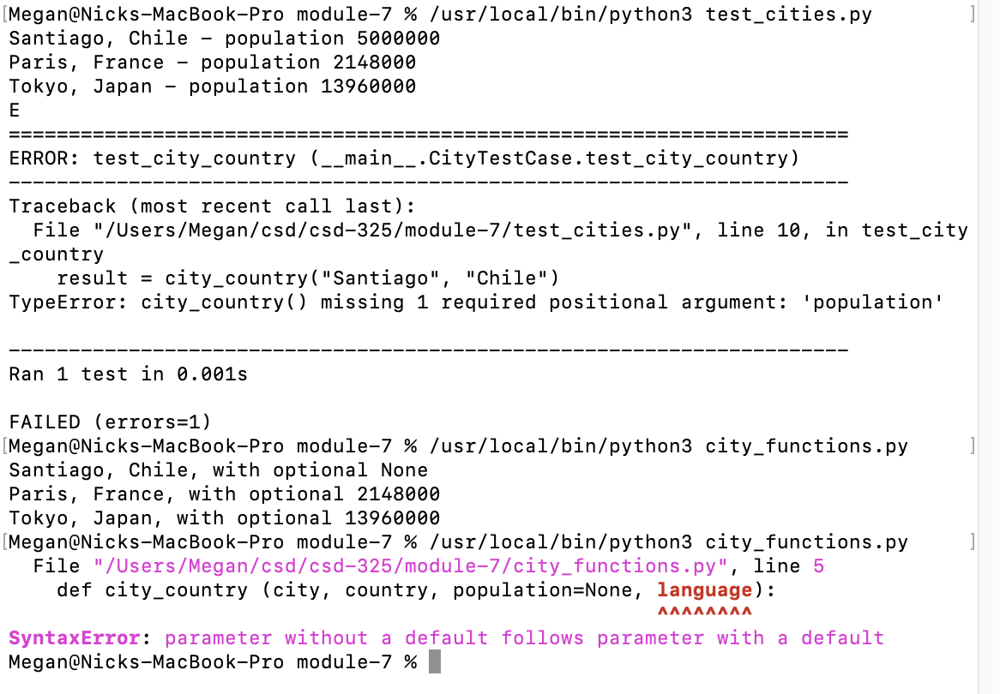 [Megan@Nicks-MacBook-Pro module-7 % /usr/local/bin/python3 test_cities.py ]
Santiago, Chile - population 5000000
Paris, France - population 2148000
Tokyo, Japan - population 13960000
E
======================================================================
ERROR: test_city_country (__main__.CityTestCase.test_city_country)
----------------------------------------------------------------------
Traceback (most recent call last):
  File "/Users/Megan/csd/csd-325/module-7/test_cities.py", line 10, in test_city
_country
    result = city_country("Santiago", "Chile")
TypeError: city_country() missing 1 required positional argument: 'population'
----------------------------------------------------------------------
Ran 1 test in 0.001s
FAILED (errors=1)
[Megan@Nicks-MacBook-Pro module-7 % /usr/local/bin/python3 city_functions.py ]
Santiago, Chile, with optional None
Paris, France, with optional 2148000
Tokyo, Japan, with optional 13960000
[Megan@Nicks-MacBook-Pro module-7 % /usr/local/bin/python3 city_functions.py ]
  File "/Users/Megan/csd/csd-325/module-7/city_functions.py", line 5
    def city_country (city, country, population=None, language):
                                                      ^^^^^^^^
SyntaxError: parameter without a default follows parameter with a default
Megan@Nicks-MacBook-Pro module-7 %